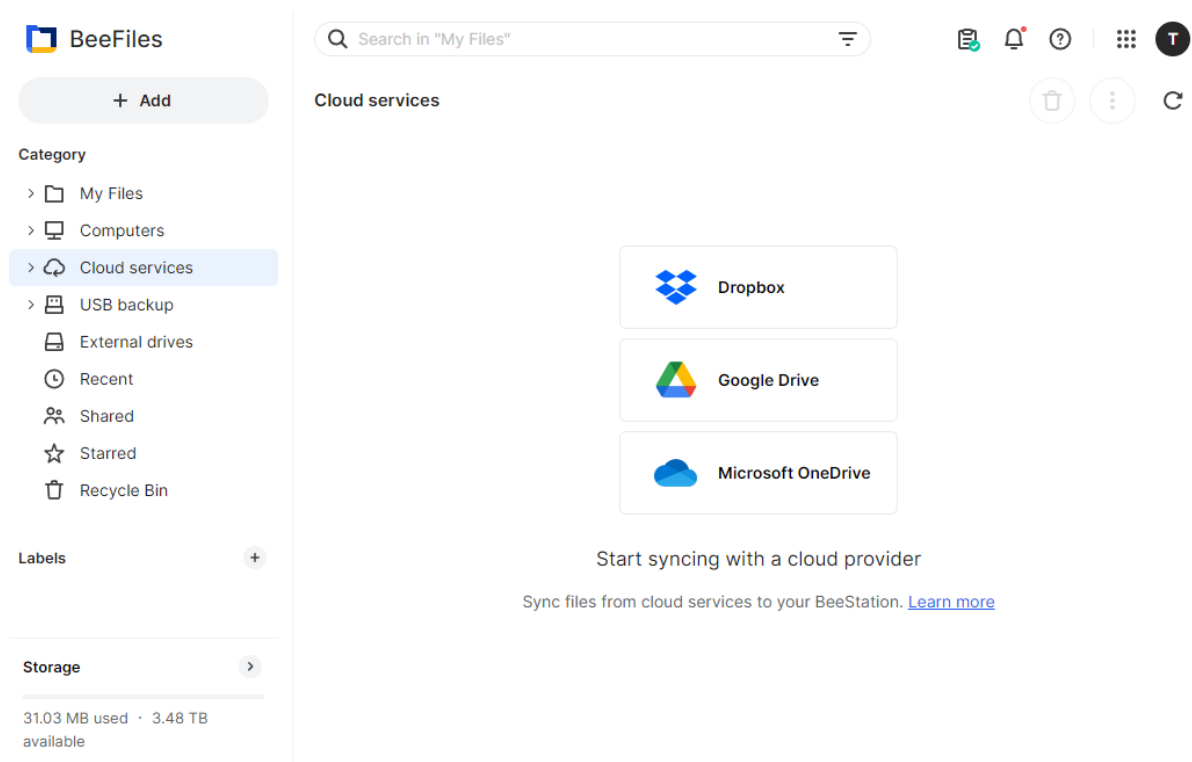 BeeFiles
Search in "My Files"
T
+ Add
Cloud services
Category
My Files
Computers
Cloud services
USB backup
External drives
Recent
Shared
Starred
Recycle Bin
Labels
Storage
31.03 MB used · 3.48 TB
available
Dropbox
Google Drive
Microsoft OneDrive
Start syncing with a cloud provider
Sync files from cloud services to your BeeStation. Learn more